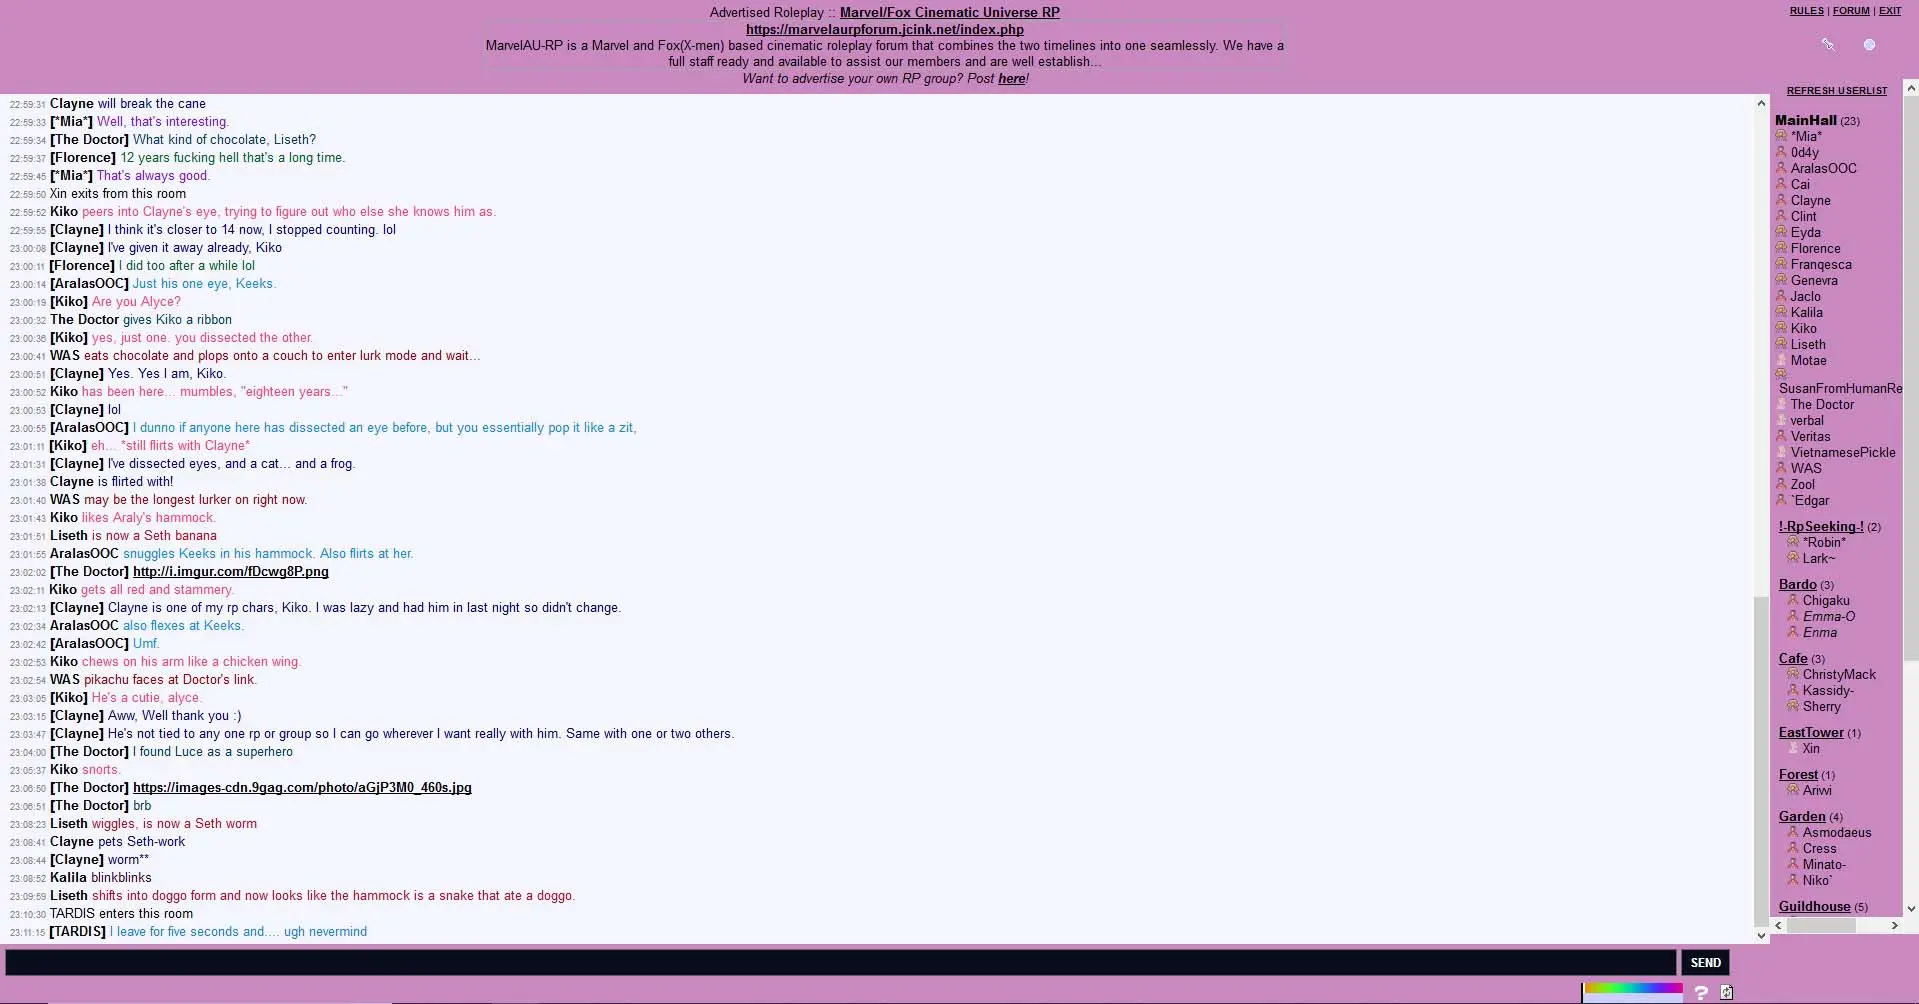 Advertised Roleplay :: Marvel/Fox Cinematic Universe RP
https://marvelaurpforum.jcink.net/index.php
MarvelAU-RP is a Marvel and Fox(X-men) based cinematic roleplay forum that combines the two timelines into one seamlessly. We have a
full staff ready and available to assist our members and are well establish...
Want to advertise your own RP group? Post here!
RULES | FORUM | EXIT
22:59:31 Clayne will break the cane
22:59:33 [*Mia*] Well, that's interesting.
22:59:34 [The Doctor] What kind of chocolate, Liseth?
22:59:37 [Florence] 12 years fucking hell that's a long time.
22:59:45 [*Mia*] That's always good.
22:59:50 Xin exits from this room
22:59:52 Kiko peers into Clayne's eye, trying to figure out who else she knows him as.
22:59:55 [Clayne] I think it's closer to 14 now, I stopped counting. lol
23:00:08 [Clayne] I've given it away already, Kiko
23:00:11 [Florence] I did too after a while lol
23:00:14 [AralasOOC] Just his one eye, Keeks.
23:00:19 [Kiko] Are you Alyce?
23:00:32 The Doctor gives Kiko a ribbon
23:00:36 [Kiko] yes, just one. you dissected the other.
23:00:41 WAS eats chocolate and plops onto a couch to enter lurk mode and wait...
23:00:51 [Clayne] Yes. Yes I am, Kiko.
23:00:52 Kiko has been here... mumbles, "eighteen years..."
23:00:53 [Clayne] lol
23:00:55 [AralasOOC] I dunno if anyone here has dissected an eye before, but you essentially pop it like a zit,
23:01:11 [Kiko] eh... *still flirts with Clayne*
23:01:31 [Clayne] I've dissected eyes, and a cat... and a frog.
23:01:38 Clayne is flirted with!
23:01:40 WAS may be the longest lurker on right now.
23:01:43 Kiko likes Araly's hammock.
23:01:51 Liseth is now a Seth banana
23:01:55 AralasOOC snuggles Keeks in his hammock. Also flirts at her.
23:02:02 [The Doctor] http://i.imgur.com/fDcwg8P.png
23:02:11 Kiko gets all red and stammery.
23:02:13 [Clayne] Clayne is one of my rp chars, Kiko. I was lazy and had him in last night so didn't change.
23:02:34 AralasOOC also flexes at Keeks.
23:02:42 [AralasOOC] Umf.
23:02:53 Kiko chews on his arm like a chicken wing.
23:02:54 WAS pikachu faces at Doctor's link.
23:03:05 [Kiko] He's a cutie, alyce.
23:03:15 [Clayne] Aww, Well thank you :)
23:03:47 [Clayne] He's not tied to any one rp or group so I can go wherever I want really with him. Same with one or two others.
23:04:00 [The Doctor] I found Luce as a superhero
23:05:37 Kiko snorts.
23:06:50 [The Doctor] https://images-cdn.9gag.com/photo/aGjP3M0_460s.jpg
23:06:51 [The Doctor] brb
23:08:23 Liseth wiggles, is now a Seth worm
23:08:41 Clayne pets Seth-work
23:08:44 [Clayne] worm**
23:08:52 Kalila blinkblinks
23:09:59 Liseth shifts into doggo form and now looks like the hammock is a snake that ate a doggo.
23:10:30 TARDIS enters this room
23:11:15 [TARDIS] I leave for five seconds and.... ugh nevermind
SEND
?
REFRESH USERLIST
MainHall (23)
*Mia*
0d4y
AralasOOC
Cai
Clayne
Clint
Eyda
Florence
Franqesca
Genevra
Jaclo
Kalila
Kiko
Liseth
Motae
SusanFromHumanRe
The Doctor
verbal
Veritas
VietnamesePickle
WAS
Zool
`Edgar
!-RpSeeking-! (2)
*Robin*
Lark~
Bardo (3)
Chigaku
Emma-O
Enma
Cafe (3)
ChristyMack
Kassidy-
Sherry
EastTower (1)
Xin
Forest (1)
Ariwi
Garden (4)
Asmodaeus
Cress
Minato-
Niko`
Guildhouse (5)